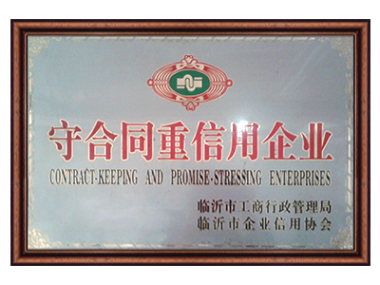 守合同重信用企业
CONTRACT-KEEPING AND PROMISE-STRESSING ENTERPRISES
临沂市工商行政管理局
临沂市企业信用协会